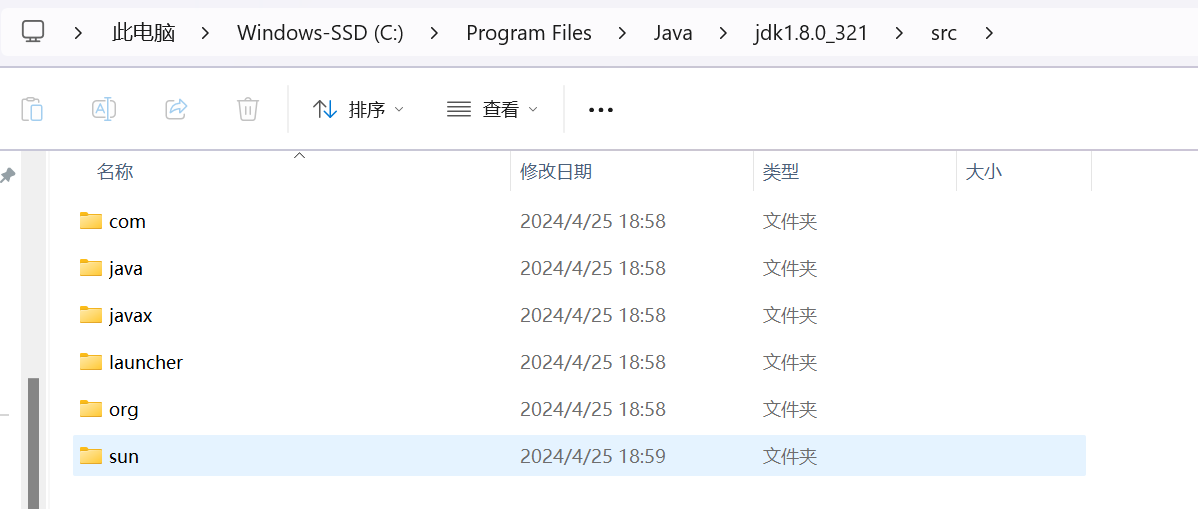 此电脑 > Windows-SSD (C:) > Program Files > Java > jdk1.8.0_321 > src >
排序 查看 •••
名称 修改日期 类型 大小
com 2024/4/25 18:58 文件夹
java 2024/4/25 18:58 文件夹
javax 2024/4/25 18:58 文件夹
launcher 2024/4/25 18:58 文件夹
org 2024/4/25 18:58 文件夹
sun 2024/4/25 18:59 文件夹